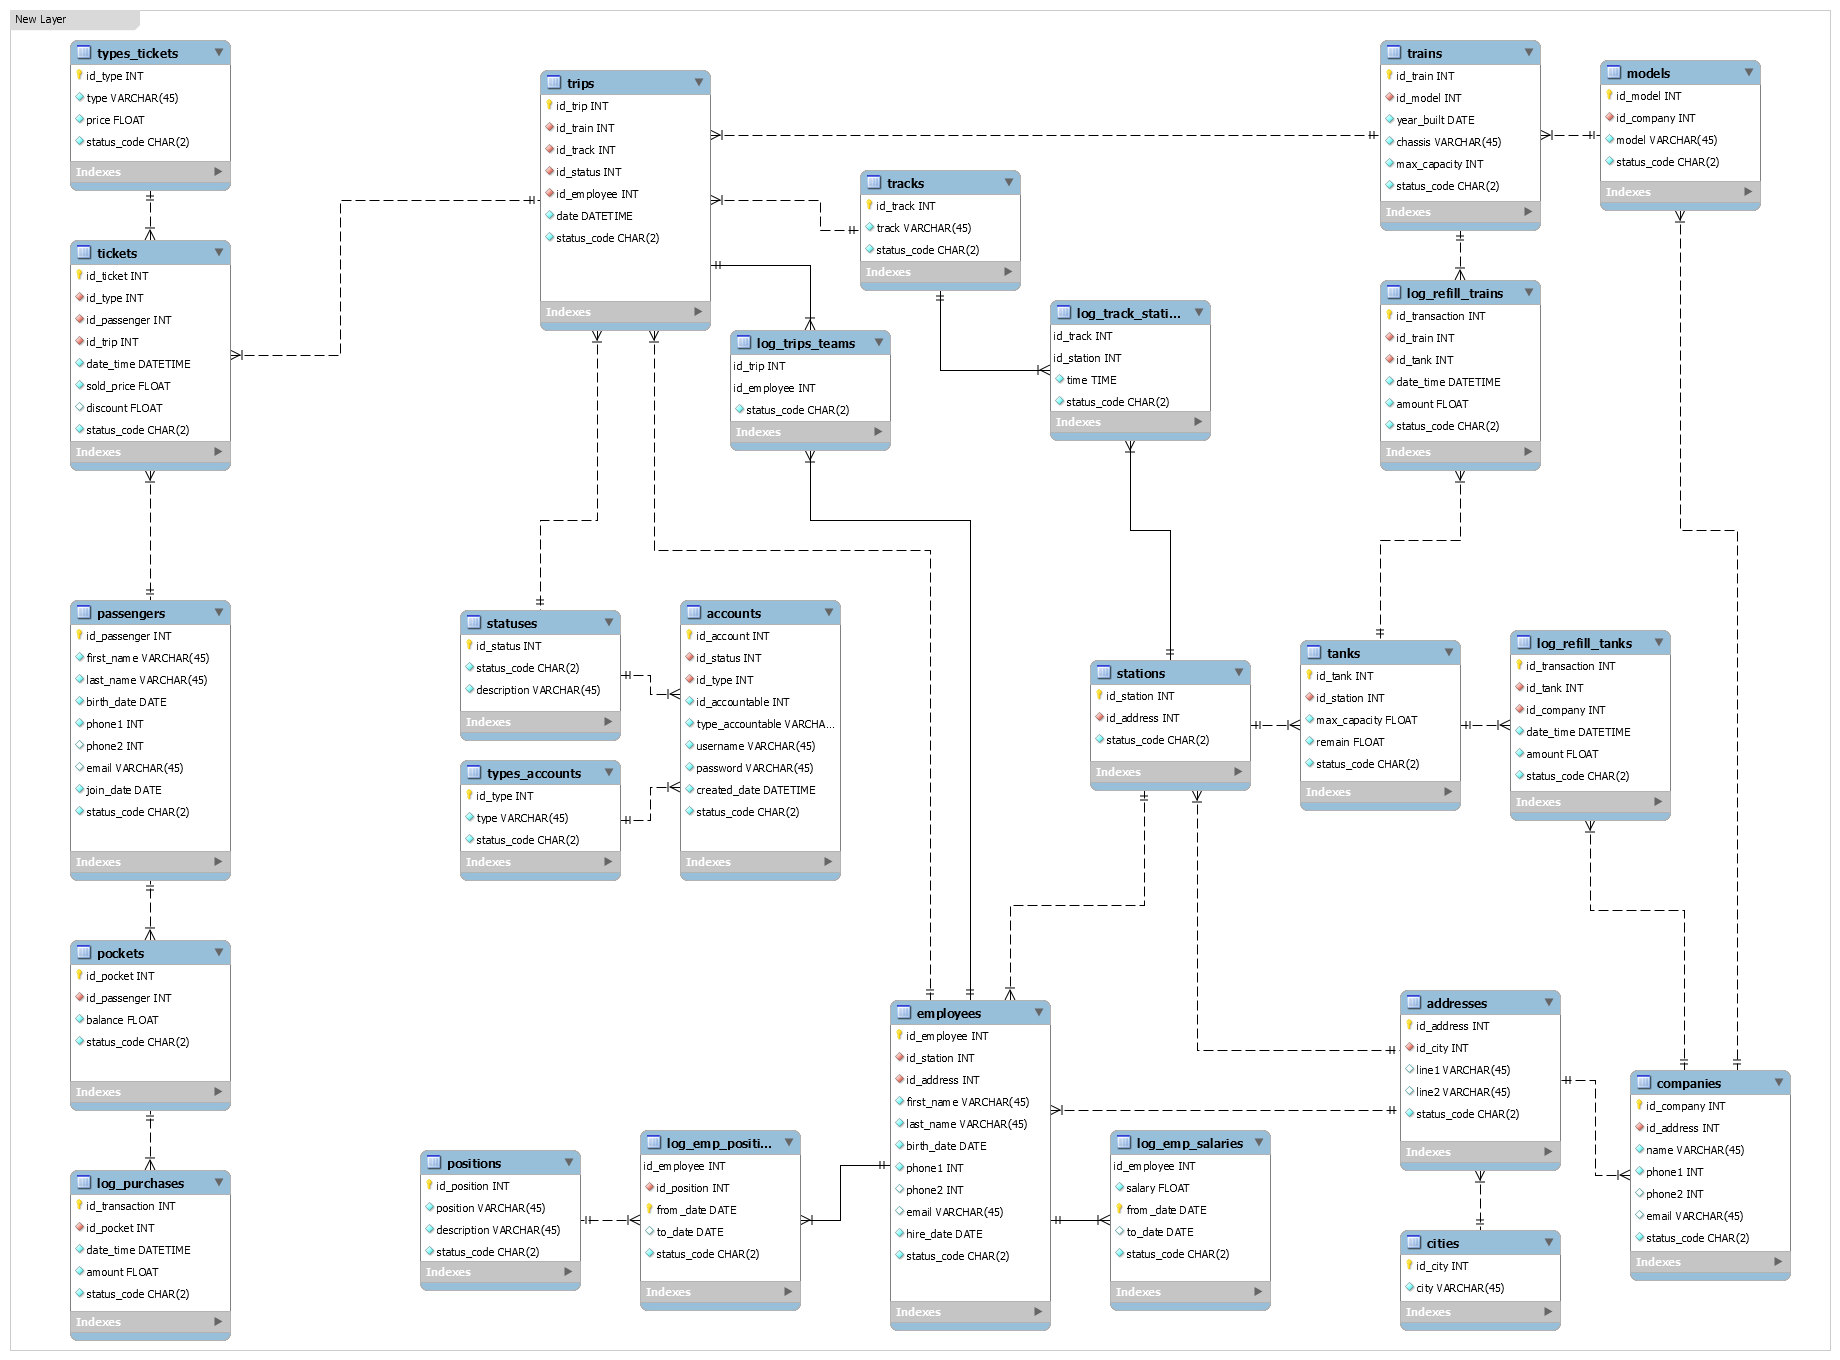 New Layer
types_tickets
id_type INT
type VARCHAR(45)
price FLOAT
status_code CHAR(2)
Indexes
tickets
id_ticket INT
id_type INT
id_passenger INT
id_trip INT
date_time DATETIME
sold_price FLOAT
discount FLOAT
status_code CHAR(2)
Indexes
passengers
id_passenger INT
first_name VARCHAR(45)
last_name VARCHAR(45)
birth_date DATE
phone1 INT
phone2 INT
email VARCHAR(45)
join_date DATE
status_code CHAR(2)
Indexes
pockets
id_pocket INT
id_passenger INT
balance FLOAT
status_code CHAR(2)
Indexes
log_purchases
id_transaction INT
id_pocket INT
date_time DATETIME
amount FLOAT
status_code CHAR(2)
Indexes
trips
id_trip INT
id_train INT
id_track INT
id_status INT
id_employee INT
date DATETIME
status_code CHAR(2)
Indexes
tracks
id_track INT
track VARCHAR(45)
status_code CHAR(2)
Indexes
log_trips_teams
id_trip INT
id_employee INT
status_code CHAR(2)
Indexes
log_track_stati...
id_track INT
id_station INT
time TIME
status_code CHAR(2)
Indexes
trains
id_train INT
id_model INT
year_built DATE
chassis VARCHAR(45)
max_capacity INT
status_code CHAR(2)
Indexes
models
id_model INT
id_company INT
model VARCHAR(45)
status_code CHAR(2)
Indexes
log_refill_trains
id_transaction INT
id_train INT
id_tank INT
date_time DATETIME
amount FLOAT
status_code CHAR(2)
Indexes
statuses
id_status INT
status_code CHAR(2)
description VARCHAR(45)
Indexes
types_accounts
id_type INT
type VARCHAR(45)
status_code CHAR(2)
Indexes
accounts
id_account INT
id_status INT
id_type INT
id_accountable INT
type_accountable VARCHA...
username VARCHAR(45)
password VARCHAR(45)
created_date DATETIME
status_code CHAR(2)
Indexes
stations
id_station INT
id_address INT
status_code CHAR(2)
Indexes
tanks
id_tank INT
id_station INT
max_capacity FLOAT
remain FLOAT
status_code CHAR(2)
Indexes
log_refill_tanks
id_transaction INT
id_tank INT
id_company INT
date_time DATETIME
amount FLOAT
status_code CHAR(2)
Indexes
positions
id_position INT
position VARCHAR(45)
description VARCHAR(45)
status_code CHAR(2)
Indexes
log_emp_positi...
id_employee INT
id_position INT
from_date DATE
to_date DATE
status_code CHAR(2)
Indexes
employees
id_employee INT
id_station INT
id_address INT
first_name VARCHAR(45)
last_name VARCHAR(45)
birth_date DATE
phone1 INT
phone2 INT
email VARCHAR(45)
hire_date DATE
status_code CHAR(2)
Indexes
log_emp_salaries
id_employee INT
salary FLOAT
from_date DATE
to_date DATE
status_code CHAR(2)
Indexes
addresses
id_address INT
id_city INT
line1 VARCHAR(45)
line2 VARCHAR(45)
status_code CHAR(2)
Indexes
cities
id_city INT
city VARCHAR(45)
Indexes
companies
id_company INT
id_address INT
name VARCHAR(45)
phone1 INT
phone2 INT
email VARCHAR(45)
status_code CHAR(2)
Indexes